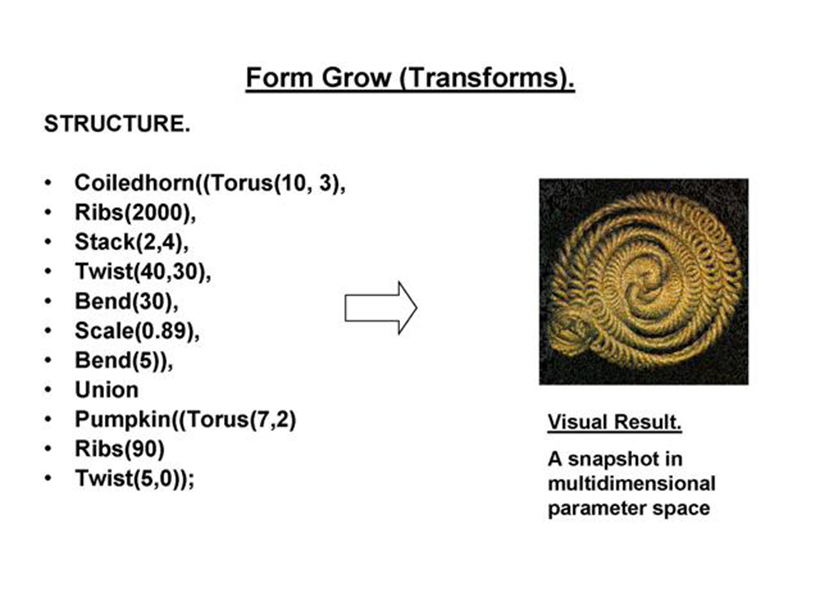 Form Grow (Transforms).
STRUCTURE.
• Coiledhorn((Torus(10, 3),
• Ribs(2000),
• Stack(2,4),
• Twist(40,30),
• Bend(30),
• Scale(0.89),
• Bend(5)),
• Union
• Pumpkin((Torus(7,2)
• Ribs(90)
• Twist(5,0));
Visual Result.
A snapshot in
multidimensional
parameter space